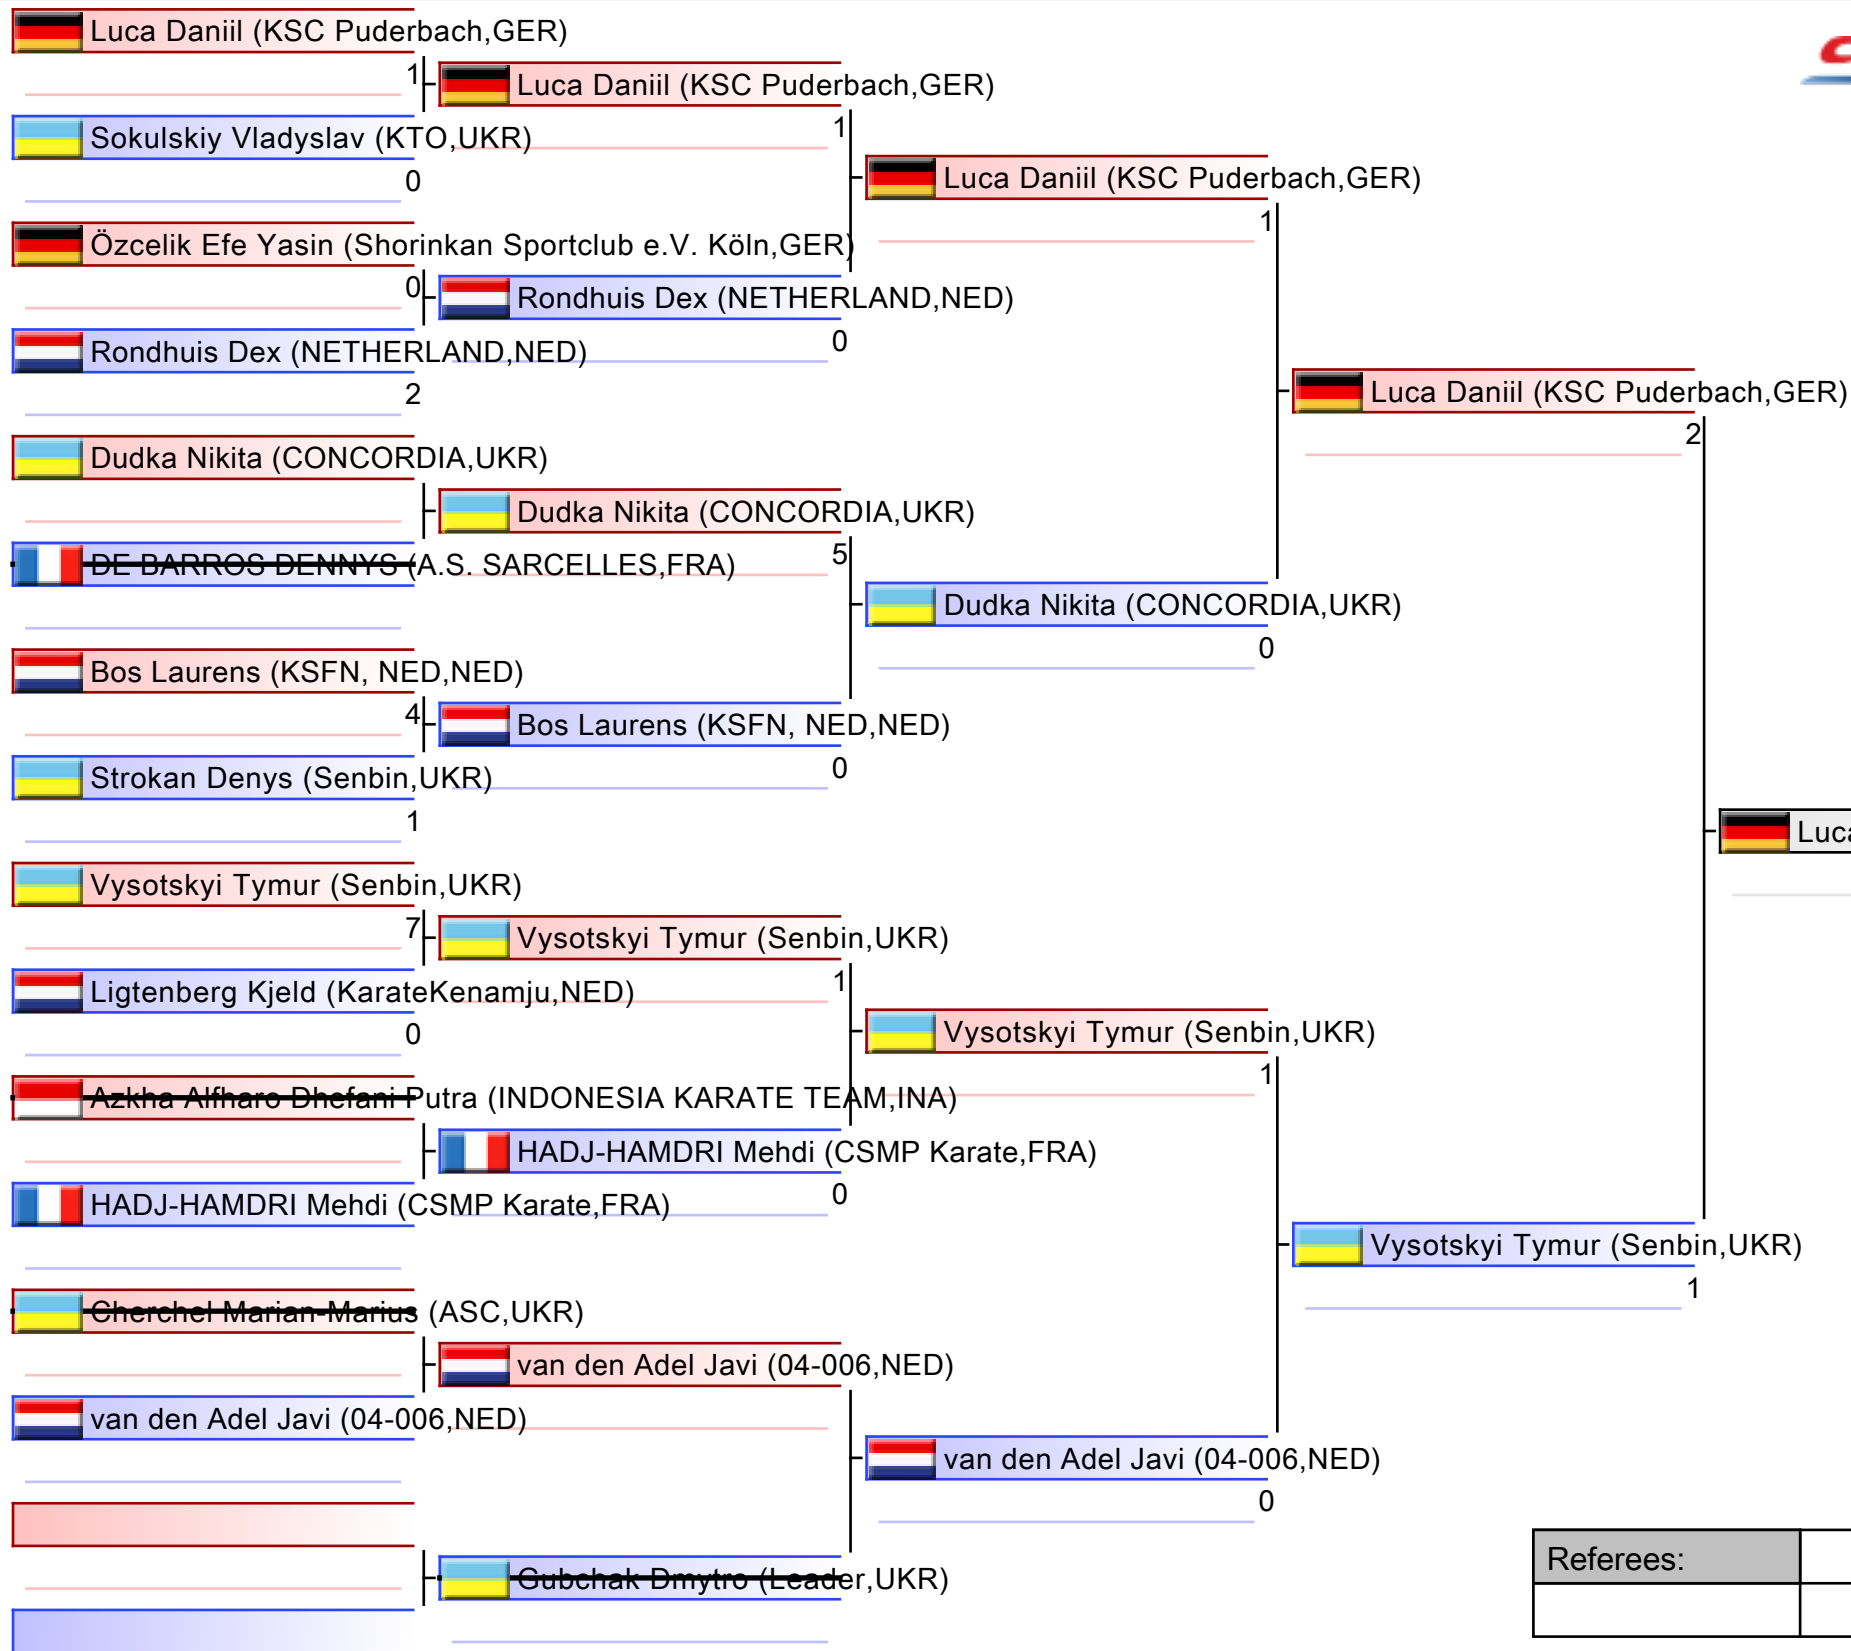 Luca Daniil (KSC Puderbach,GER)
1
Sokulskiy Vladyslav (KTO,UKR)
0
Özcelik Efe Yasin (Shorinkan Sportclub e.V. Köln,GER)
0
Rondhuis Dex (NETHERLAND,NED)
2
Dudka Nikita (CONCORDIA,UKR)
DE BARROS DENNYS (A.S. SARCELLES,FRA)
Bos Laurens (KSFN, NED,NED)
4
Strokan Denys (Senbin,UKR)
1
Vysotskyi Tymur (Senbin,UKR)
7
Ligtenberg Kjeld (KarateKenamju,NED)
0
Azkha Alfharo Dhefani Putra (INDONESIA KARATE TEAM,INA)
HADJ-HAMDRI Mehdi (CSMP Karate,FRA)
Cherchel Marian-Marius (ASC,UKR)
van den Adel Javi (04-006,NED)
Luca Daniil (KSC Puderbach,GER)
1
Rondhuis Dex (NETHERLAND,NED)
0
Dudka Nikita (CONCORDIA,UKR)
5
Bos Laurens (KSFN, NED,NED)
0
Vysotskyi Tymur (Senbin,UKR)
1
HADJ-HAMDRI Mehdi (CSMP Karate,FRA)
0
van den Adel Javi (04-006,NED)
Gubchak Dmytro (Leader,UKR)
Luca Daniil (KSC Puderbach,GER)
1
Dudka Nikita (CONCORDIA,UKR)
0
Vysotskyi Tymur (Senbin,UKR)
1
van den Adel Javi (04-006,NED)
0
Luca Daniil (KSC Puderbach,GER)
2
Vysotskyi Tymur (Senbin,UKR)
1
Luca
Referees: